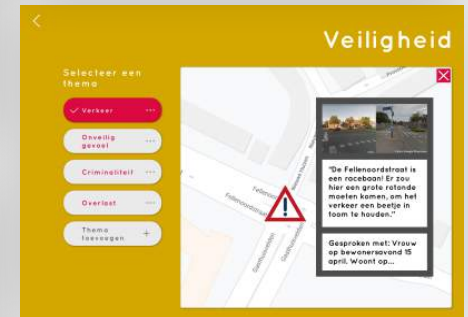 Veiligheid
Selecteer een
thema
Verkeer
Onveilig
gevoel
Criminaliteit
Overlast
Thema
toevoegen
"De Fellenoordstraat is
een racebaan! Er zou
hier een grote rotonde
moeten komen, om het
verkeer een beetje in
toom te houden."
Gesproken met: Vrouw
op bewonersavond 15
april. Woont op...